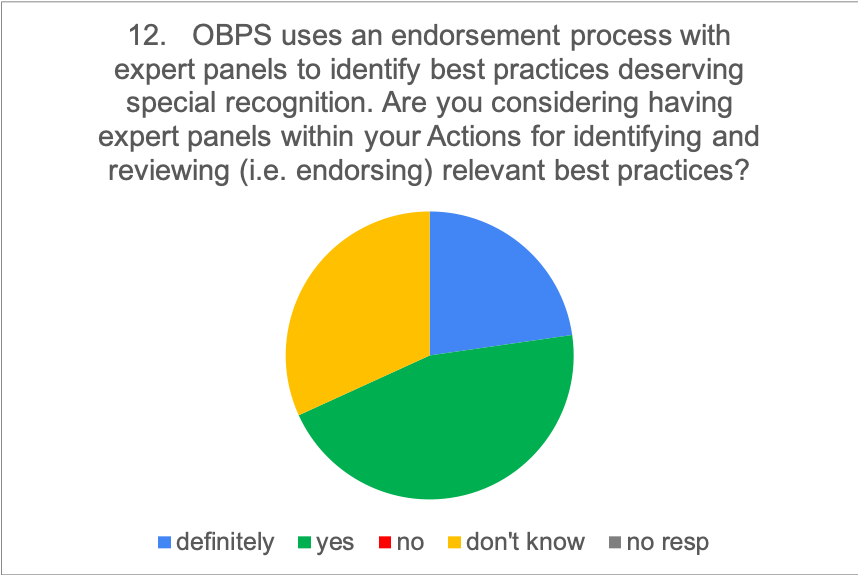 12. OBPS uses an endorsement process with
expert panels to identify best practices deserving
special recognition. Are you considering having
expert panels within your Actions for identifying and
reviewing (i.e. endorsing) relevant best practices?
definitely yes no don't know no resp